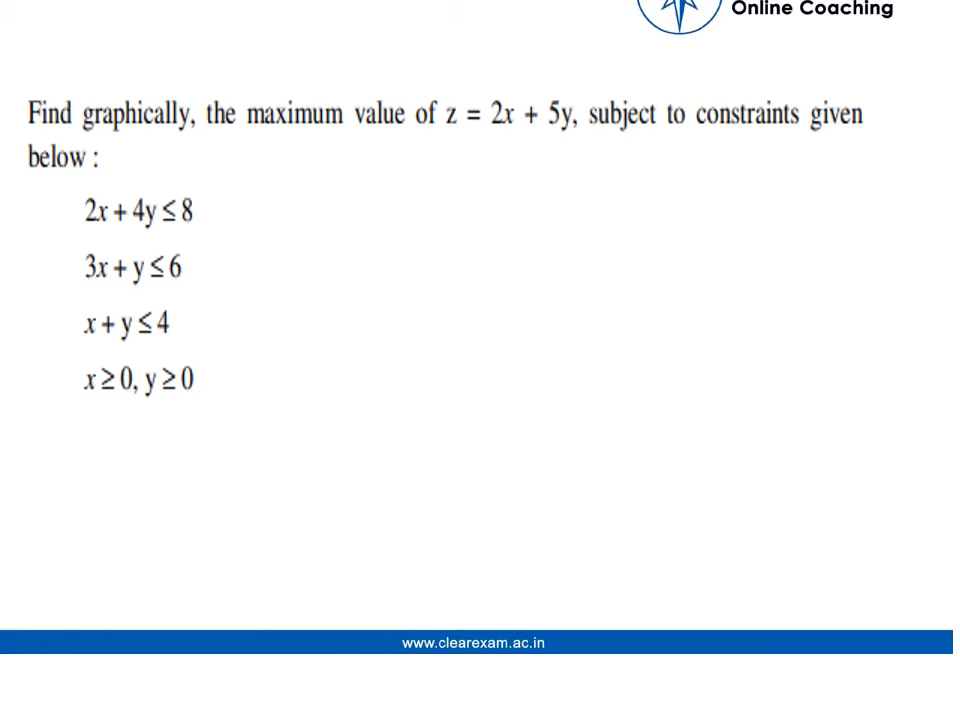 Online Coaching
Find graphically, the maximum value of z = 2x + 5y, subject to constraints given
below :
2x + 4y ≤ 8
3x + y ≤ 6
x + y ≤ 4
x ≥ 0, y ≥ 0
www.clearexam.ac.in